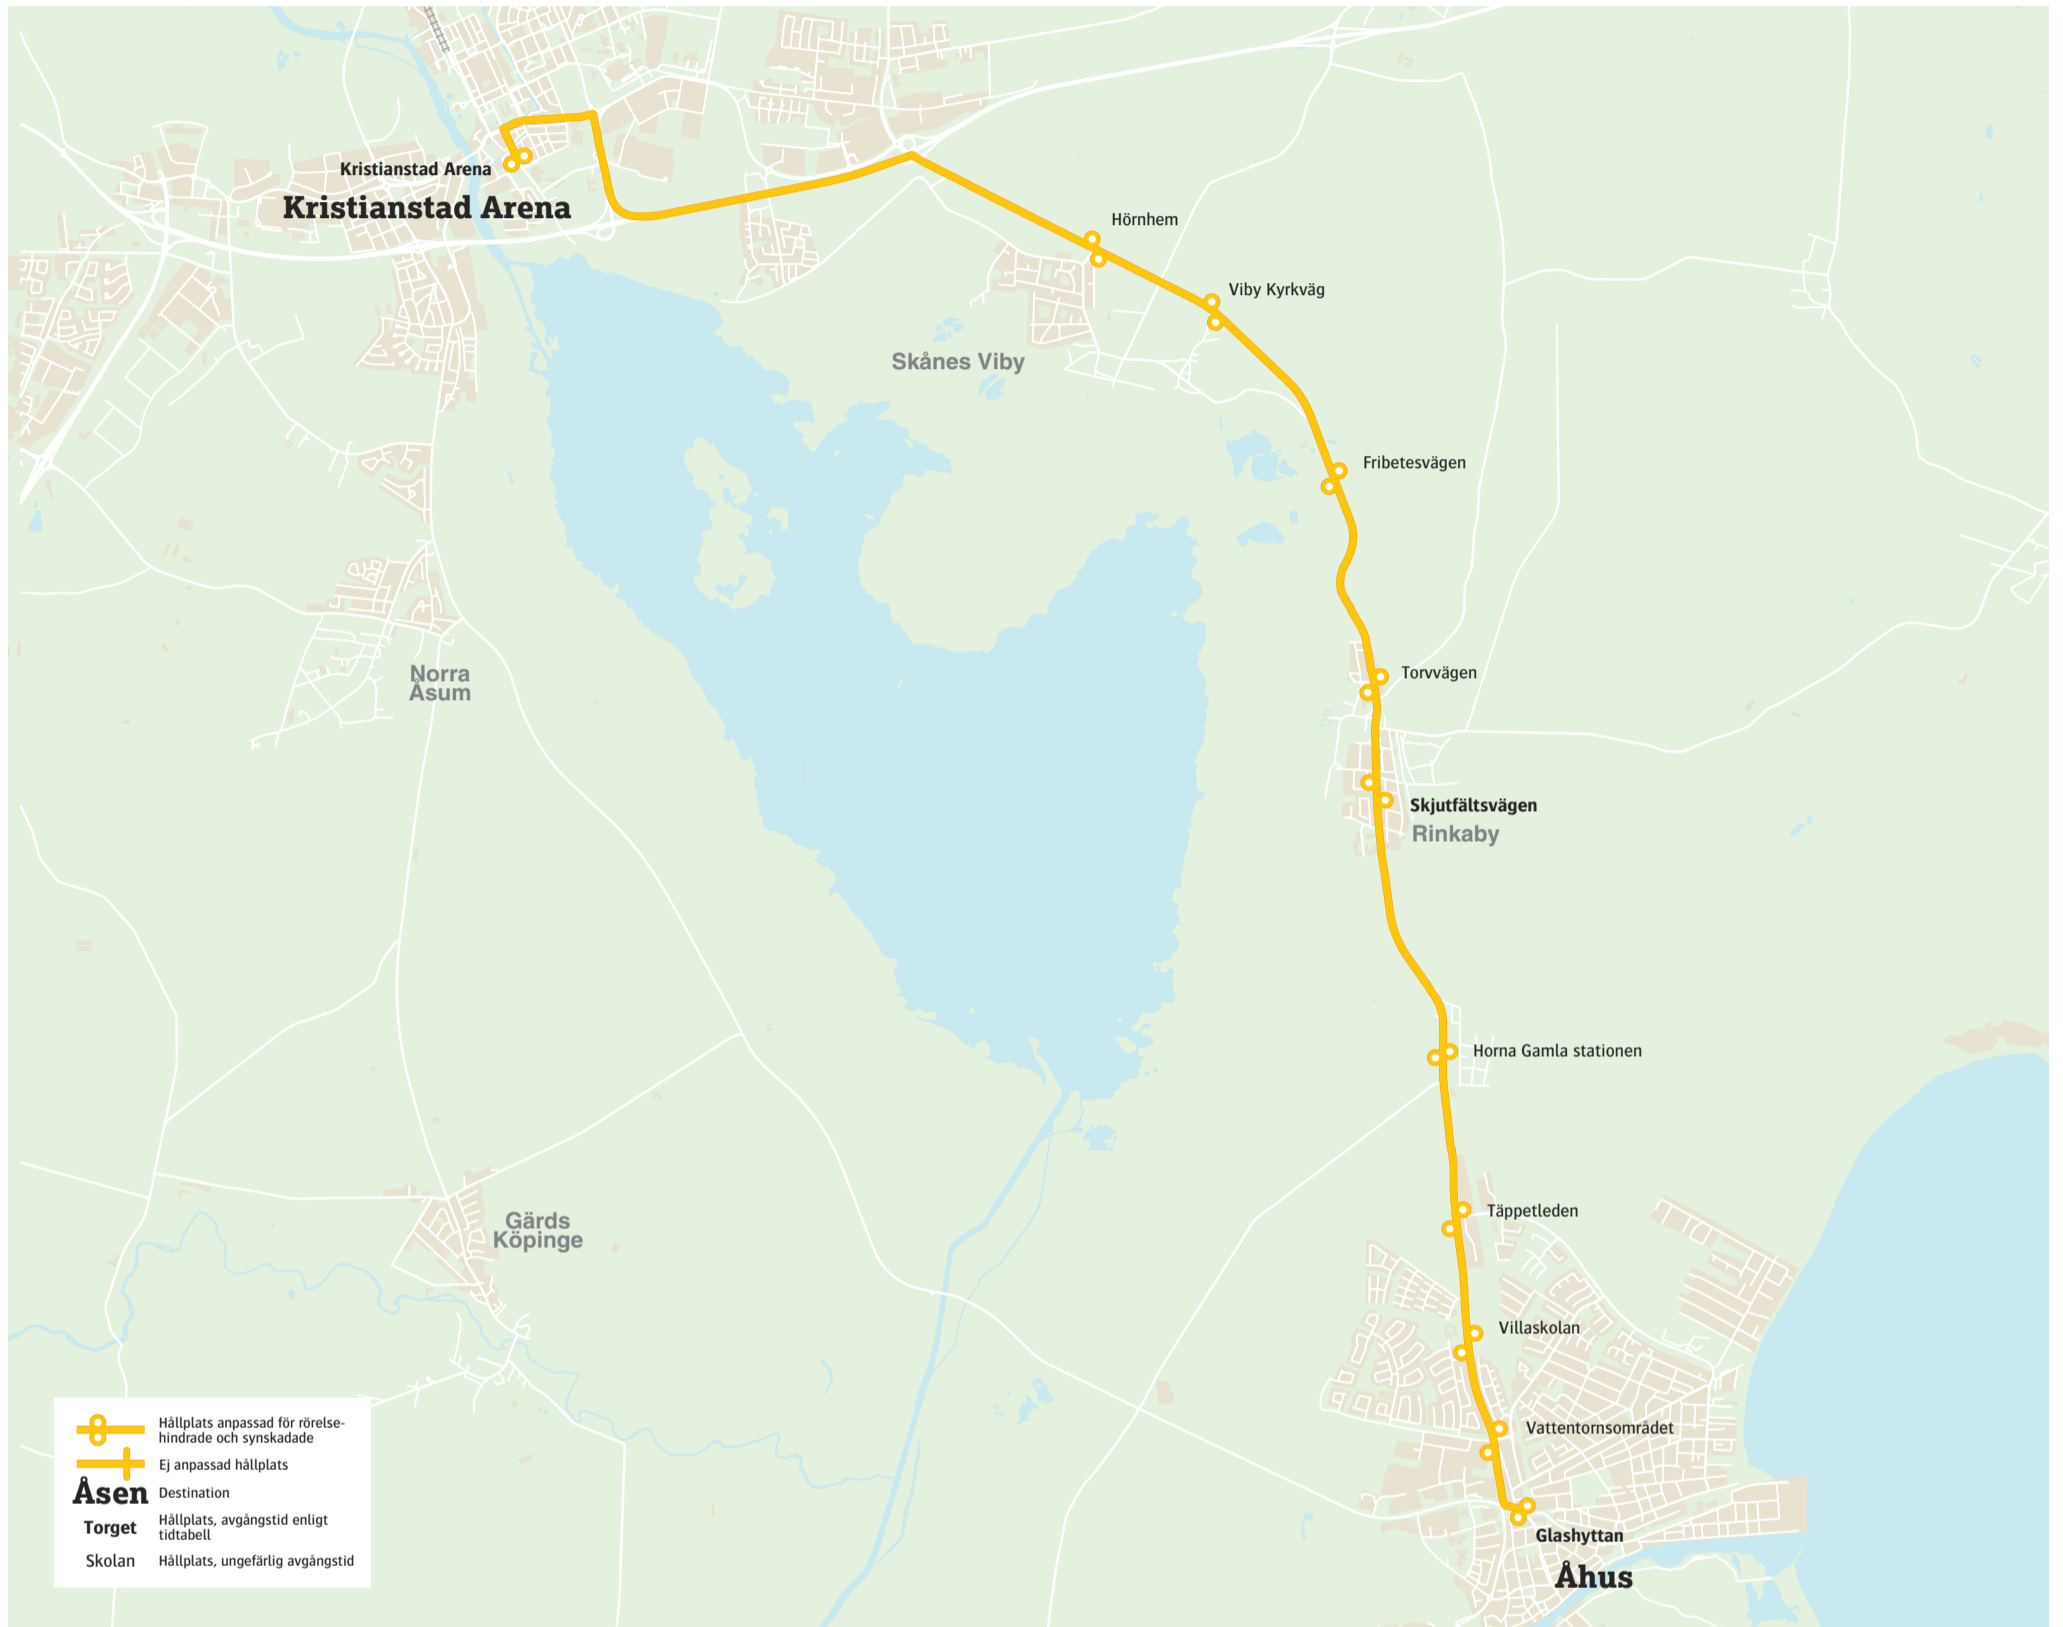 Kristianstad Arena
Kristianstad Arena
Hörnhem
Viby Kyrkväg
Skånes Viby
Fribetesvägen
Norra
Åsum
Torvvägen
Skjutfältsvägen
Rinkaby
Horna Gamla stationen
Täppetleden
Gärds
Köpinge
Villaskolan
Vattentornsområdet
Glashyttan
Åhus
Hållplats anpassad för rörelse-
hindrade och synskadade
Ej anpassad hållplats
Åsen Destination
Torget Hållplats, avgångstid enligt
tidtabell
Skolan Hållplats, ungefärlig avgångstid